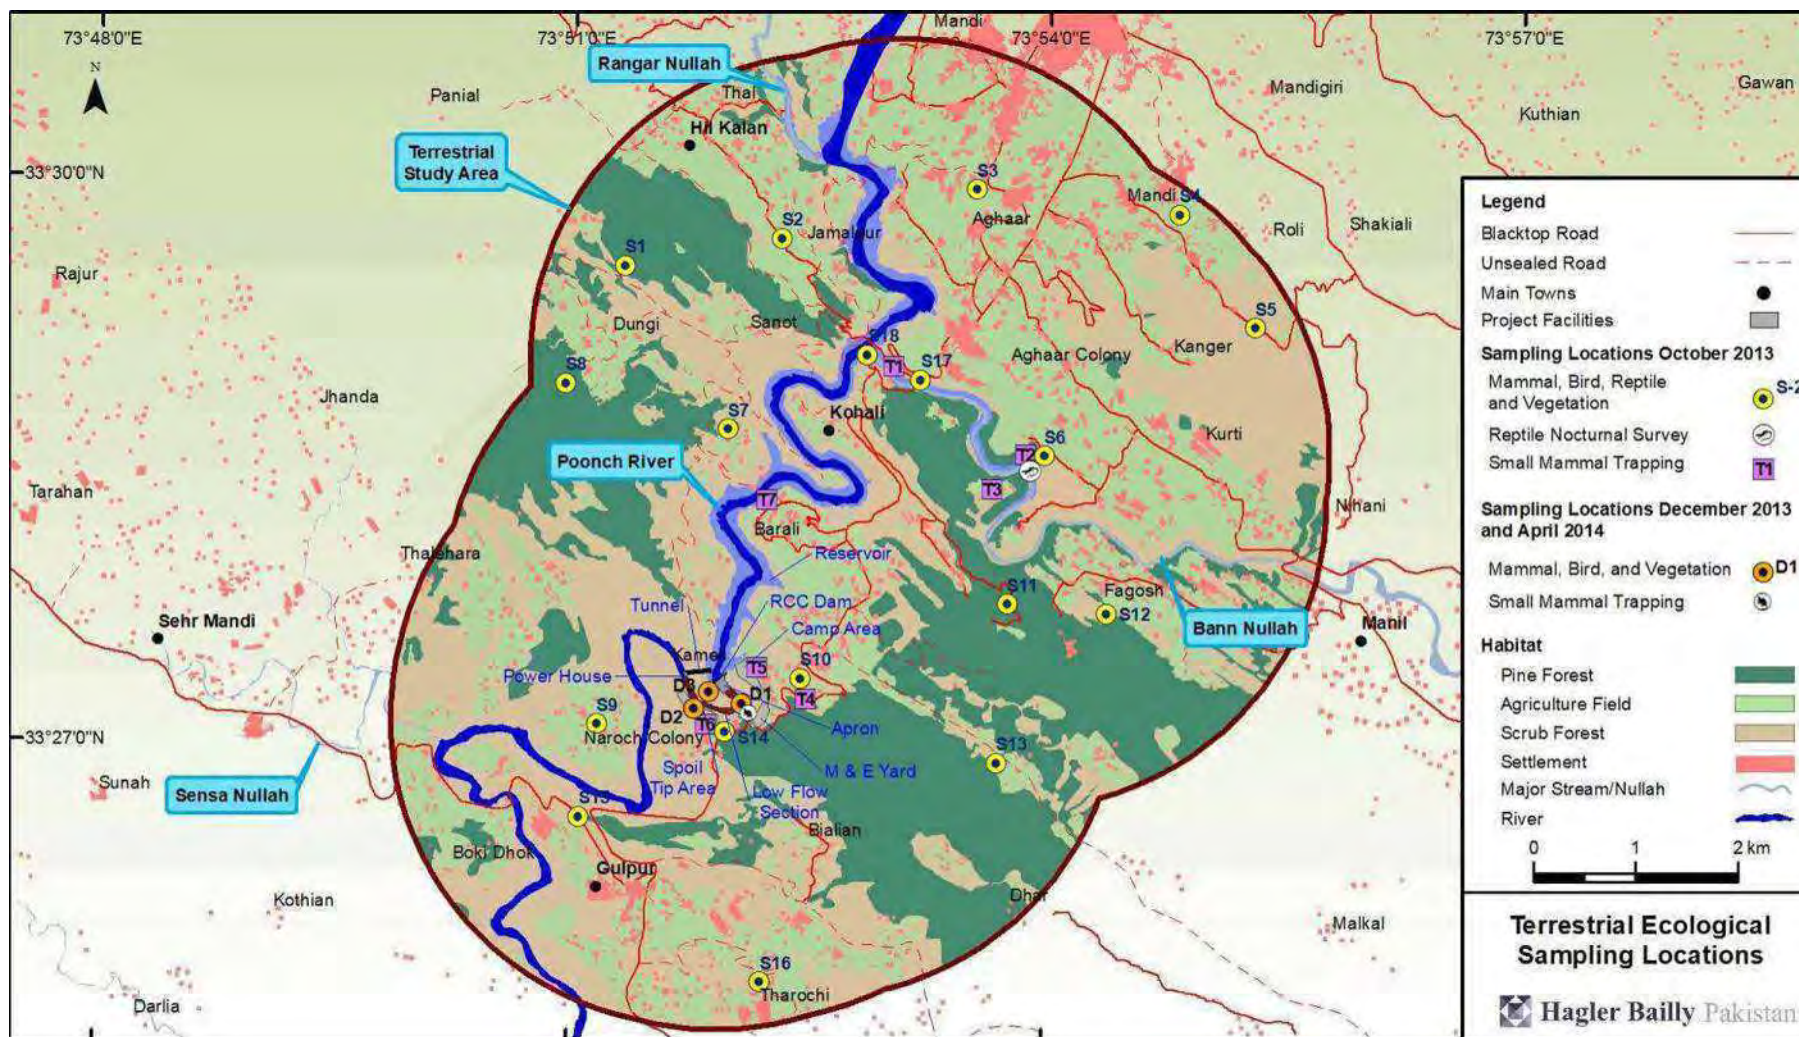 Mandi
73°48'0"E
73°51'0"E
73°54'0"E
73°57'0"E
N
Rangar Nullah
Mandigiri
Gawan
Panial
Thal
Kuthian
Hil Kalan
Terrestrial
Study Area
33°30'0"N
S3
Mandi
S4
Aghaar
S2
Jamalpur
Roli
Shakiali
S1
Rajur
Dungi
Sanot
S5
S18
Aghaar Colony
Kanger
T1
S17
S8
Jhanda
S7
Kohali
Kurti
S6
T2
Poonch River
Tarahan
T7
T3
Nihani
Barali
Thalehara
Reservoir
Tunnel
RCC Dam
S11
Fagosh
S12
Sehr Mandi
Camp Area
Bann Nullah
Manil
Kameli
T5
S10
Power House
D3
D1
T4
D2
T6
S9
Naroch Colony
S14
Apron
33°27'0"N
S13
Spoil
Tip Area
M & E Yard
Sunah
Sensa Nullah
Low Flow
Section
S15
Bialian
Boki Dhok
Gulpur
Kothian
Dhar
Malkal
S16
Tharochi
Darlia
Legend
Blacktop Road
Unsealed Road
Main Towns
Project Facilities
Sampling Locations October 2013
Mammal, Bird, Reptile
and Vegetation
S-2
Reptile Nocturnal Survey
Small Mammal Trapping
T1
Sampling Locations December 2013
and April 2014
Mammal, Bird, and Vegetation
D1
Small Mammal Trapping
Habitat
Pine Forest
Agriculture Field
Scrub Forest
Settlement
Major Stream/Nullah
River
0 1 2 km
Terrestrial Ecological
Sampling Locations
Hagler Bailly Pakistan